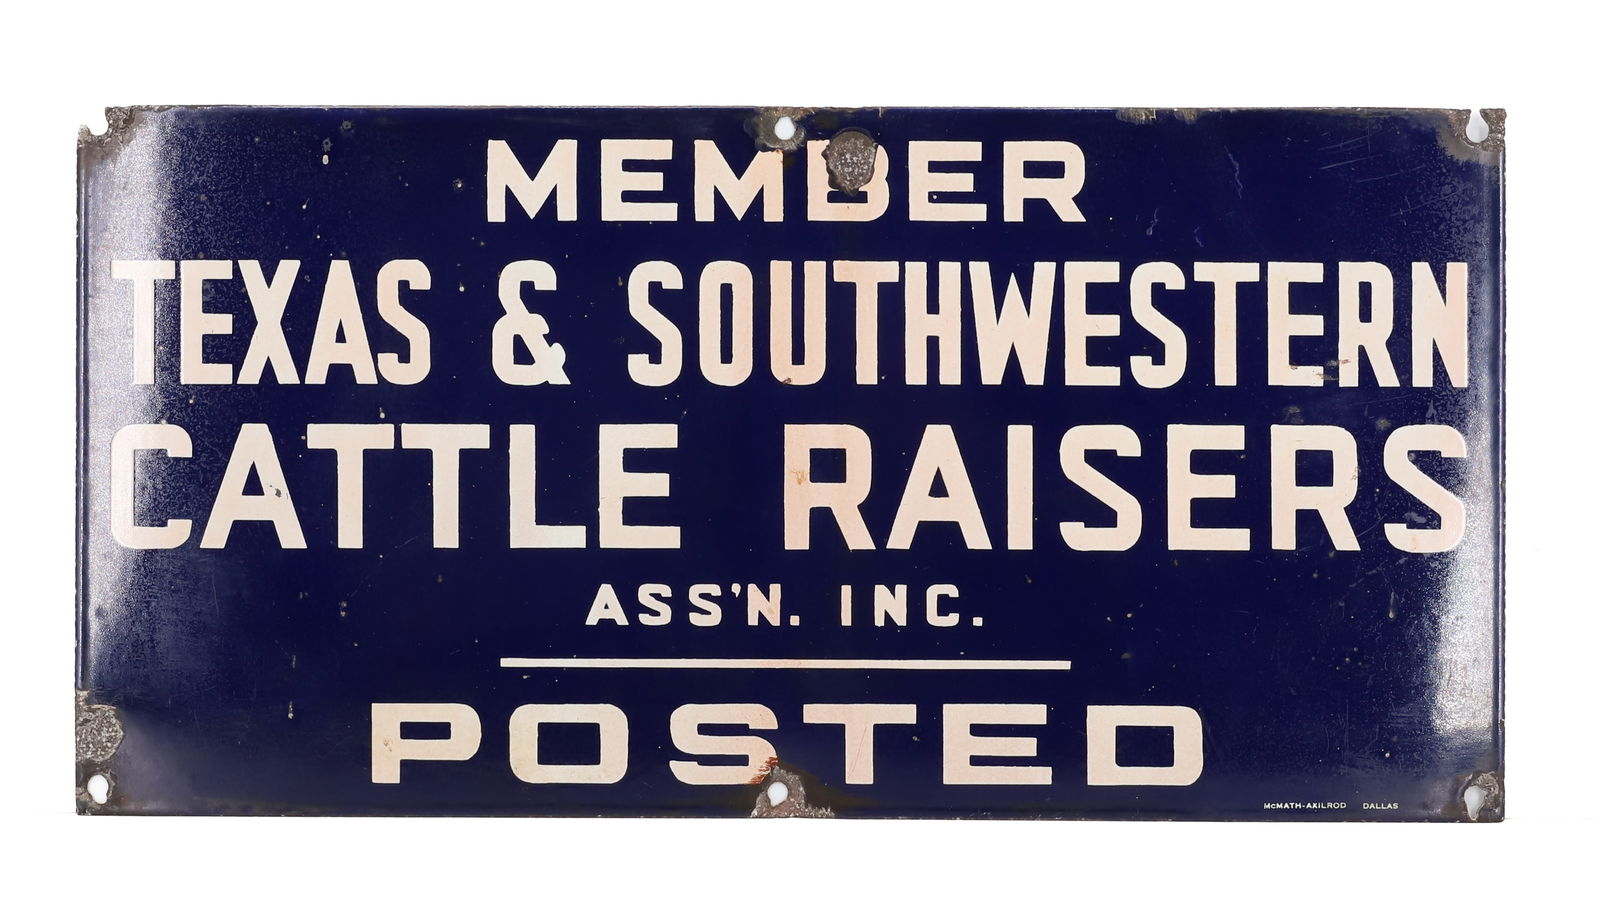 MEMBER
TEXAS & SOUTHWESTERN
CATTLE RAISERS
ASS'N. INC.
POSTED
McMATH-AXILROD DALLAS